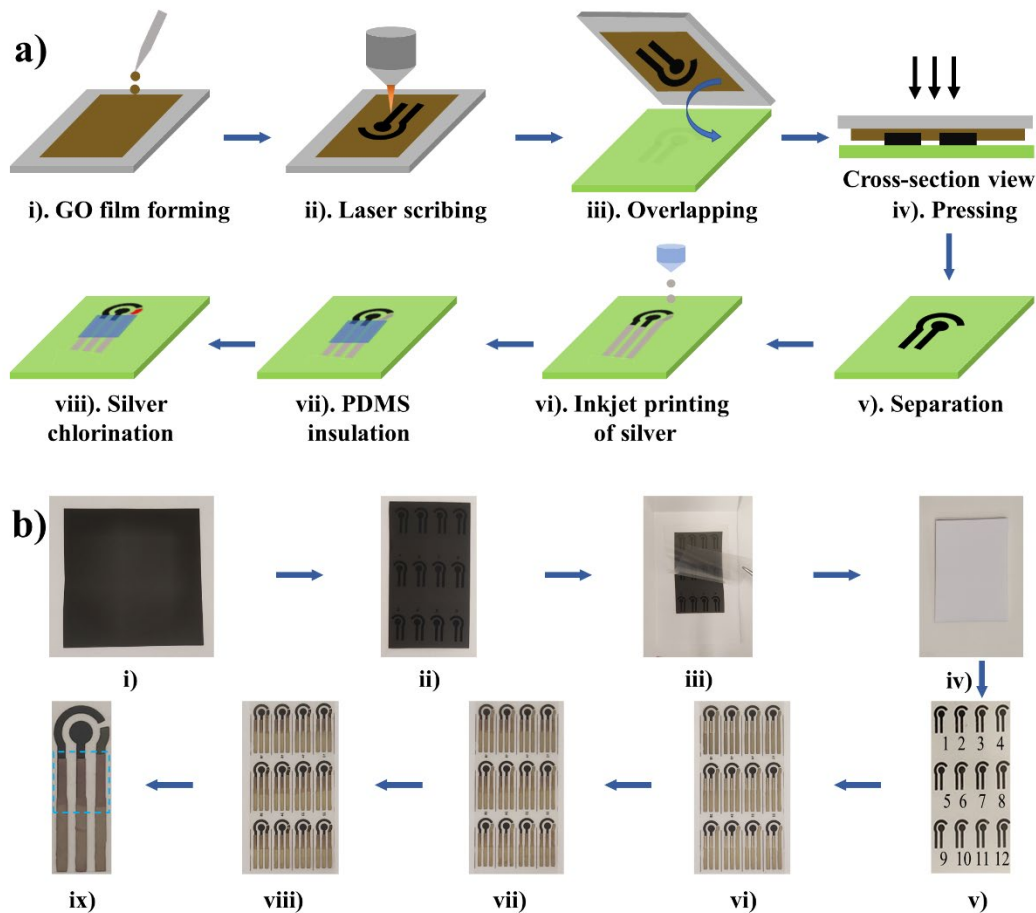 a)
i). GO film forming
ii). Laser scribing
iii). Overlapping
Cross-section view
iv). Pressing
viii). Silver
chlorination
vii). PDMS
insulation
vi). Inkjet printing
of silver
v). Separation
b)
i)
ii)
iii)
iv)
1 2 3 4
5 6 7 8
9 10 11 12
ix)
viii)
vii)
vi)
v)